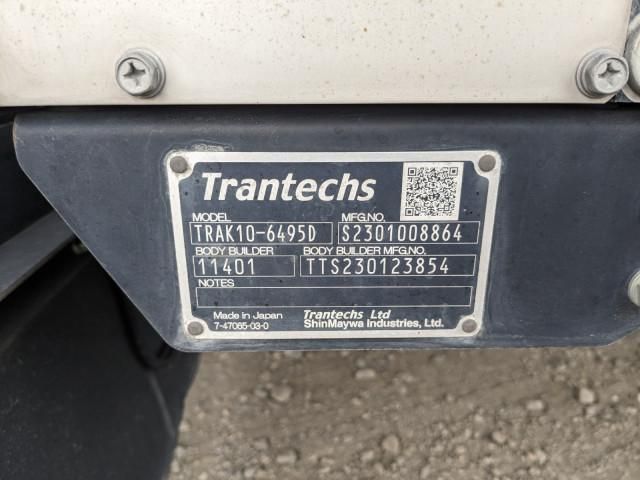 Trantechs
MODEL MFG.NO.
TRAK10-6495D S2301008864
BODY BUILDER BODY BUILDER MFG.NO.
11401 TTS230123854
NOTES
Made in Japan Trantechs Ltd
7-47065-03-0 ShinMaywa Industries, Ltd.